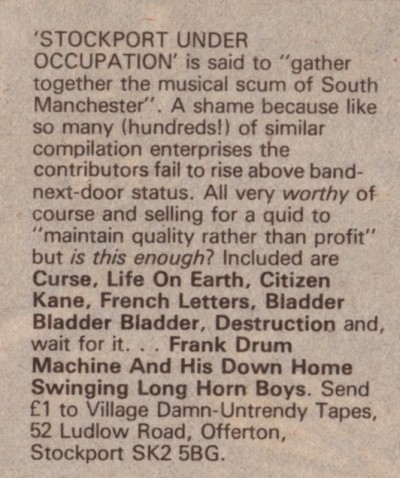 'STOCKPORT UNDER
OCCUPATION' is said to "gather
together the musical scum of South
Manchester". A shame because like
so many (hundreds!) of similar
compilation enterprises the
contributors fail to rise above band-
next-door status. All very worthy of
course and selling for a quid to
"maintain quality rather than profit"
but is this enough? Included are
Curse, Life On Earth, Citizen
Kane, French Letters, Bladder
Bladder Bladder, Destruction and,
wait for it. . . Frank Drum
Machine And His Down Home
Swinging Long Horn Boys. Send
£1 to Village Damn-Untrendy Tapes,
52 Ludlow Road, Offerton,
Stockport SK2 5BG.